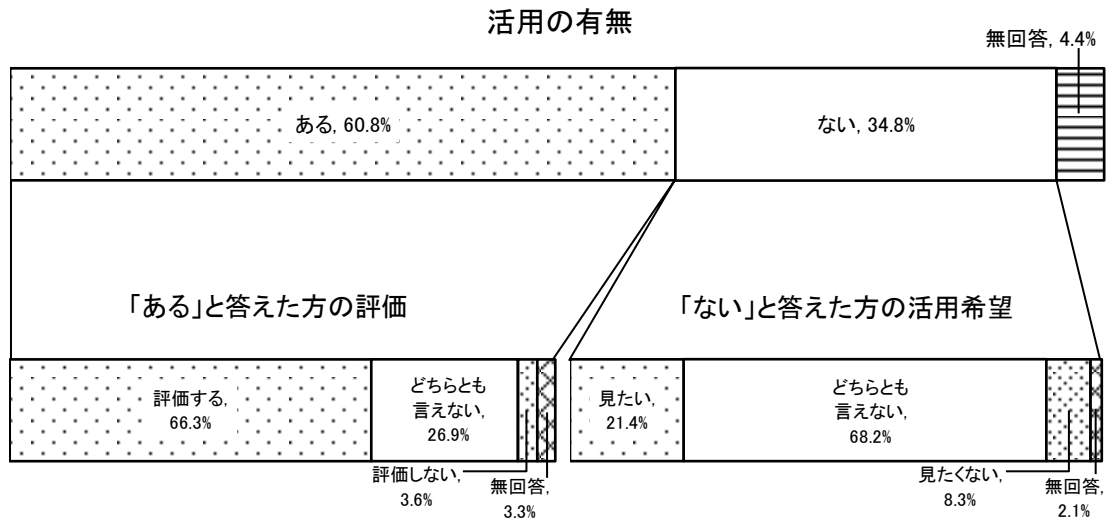 活用の有無
無回答, 4.4%
ある, 60.8%
ない, 34.8%
「ある」と答えた方の評価
「ない」と答えた方の活用希望
評価する,
66.3%
どちらとも
言えない,
26.9%
評価しない,
3.6%
無回答,
3.3%
見たい,
21.4%
どちらとも
言えない,
68.2%
見たくない,
8.3%
無回答,
2.1%